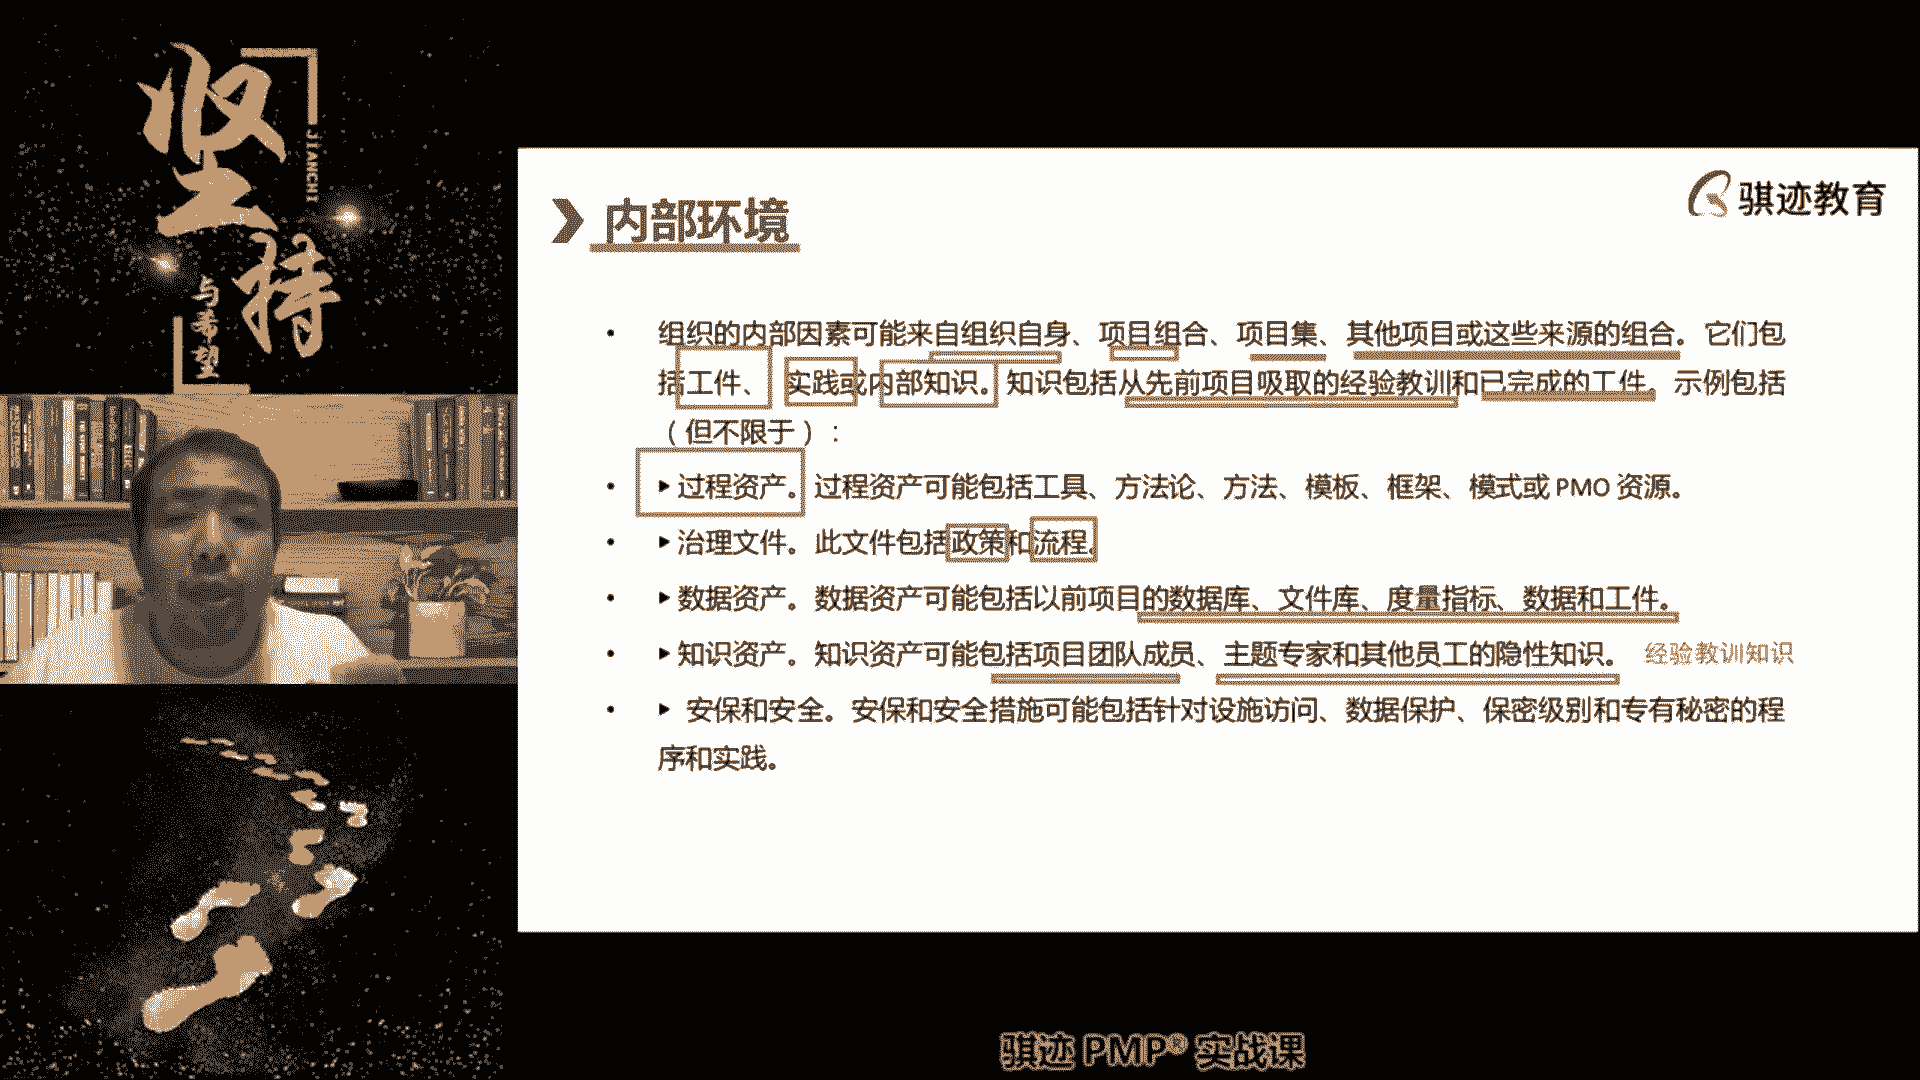 坚持
JIANCHI
与希望
骐迹教育
内部环境
• 组织的内部因素可能来自组织自身、项目组合、项目集、其他项目或这些来源的组合。它们包
括工件、实践或内部知识。知识包括从先前项目吸取的经验教训和已完成的工件。示例包括
（但不限于）：
• ▶过程资产。过程资产可能包括工具、方法论、方法、模板、框架、模式或 PMO 资源。
• ▶治理文件。此文件包括政策和流程。
• ▶数据资产。数据资产可能包括以前项目的数据库、文件库、度量指标、数据和工件。
• ▶知识资产。知识资产可能包括项目团队成员、主题专家和其他员工的隐性知识。 经验教训知识
• ▶ 安保和安全。安保和安全措施可能包括针对设施访问、数据保护、保密级别和专有秘密的程
序和实践。
骐迹 PMP® 实战课